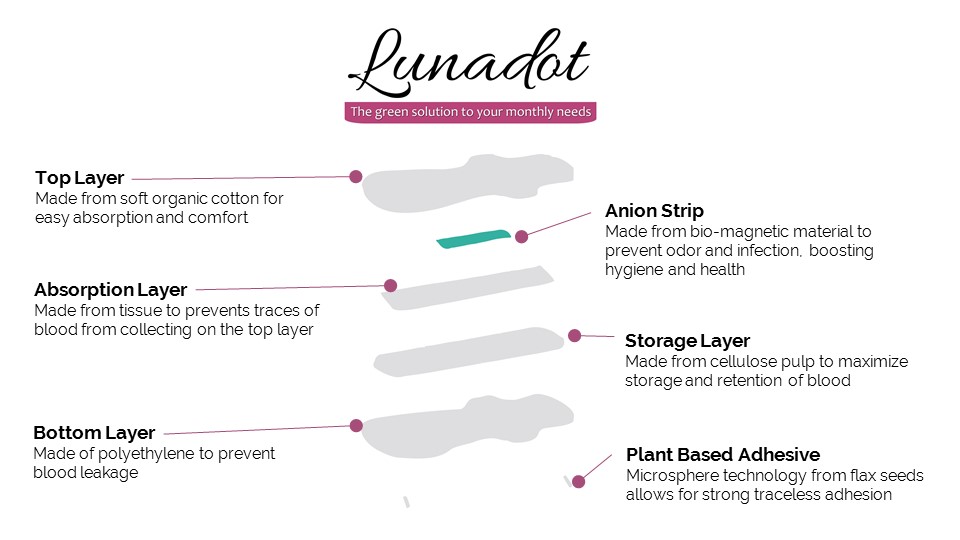 Lunadot
The green solution to your monthly needs
Top Layer
Made from soft organic cotton for
easy absorption and comfort
Anion Strip
Made from bio-magnetic material to
prevent odor and infection, boosting
hygiene and health
Absorption Layer
Made from tissue to prevents traces of
blood from collecting on the top layer
Storage Layer
Made from cellulose pulp to maximize
storage and retention of blood
Bottom Layer
Made of polyethylene to prevent
blood leakage
Plant Based Adhesive
Microsphere technology from flax seeds
allows for strong traceless adhesion